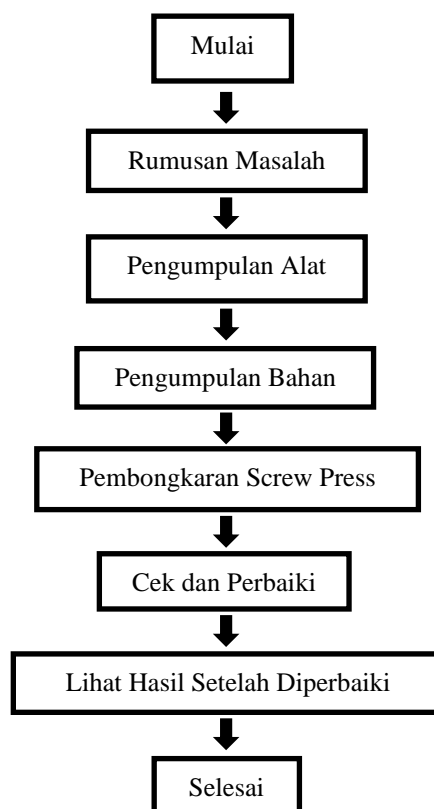 Mulai
Rumusan Masalah
Pengumpulan Alat
Pengumpulan Bahan
Pembongkaran Screw Press
Cek dan Perbaiki
Lihat Hasil Setelah Diperbaiki
Selesai